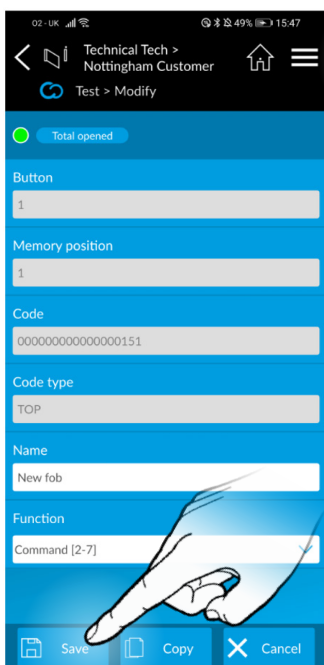 O2 - UK 49% 15:47
Technical Tech >
Nottingham Customer
Test > Modify
Total opened
Button
1
Memory position
1
Code
000000000000000151
Code type
TOP
Name
New fob
Function
Command [2-7]
Save Copy Cancel